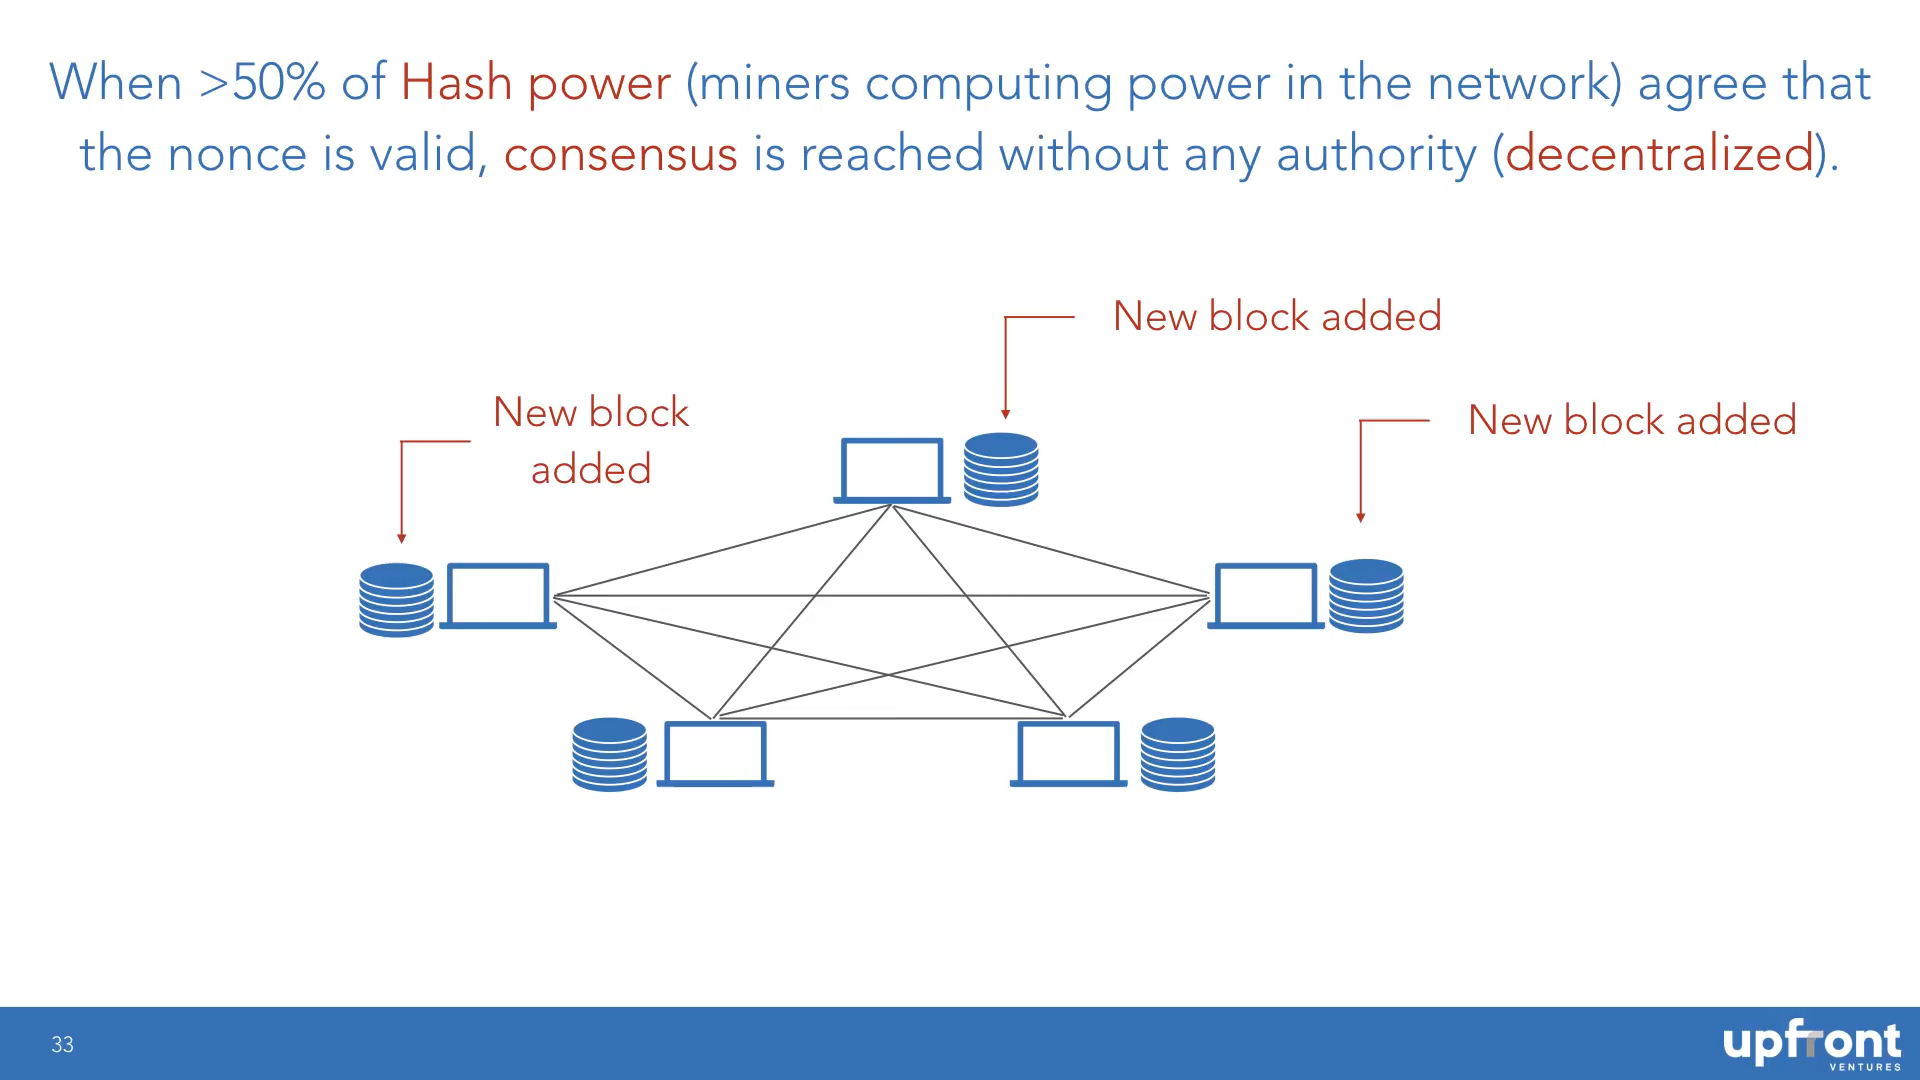 When >50% of Hash power (miners computing power in the network) agree that
the nonce is valid, consensus is reached without any authority (decentralized).
New block added
New block
added
New block added
33
upfront
VENTURES